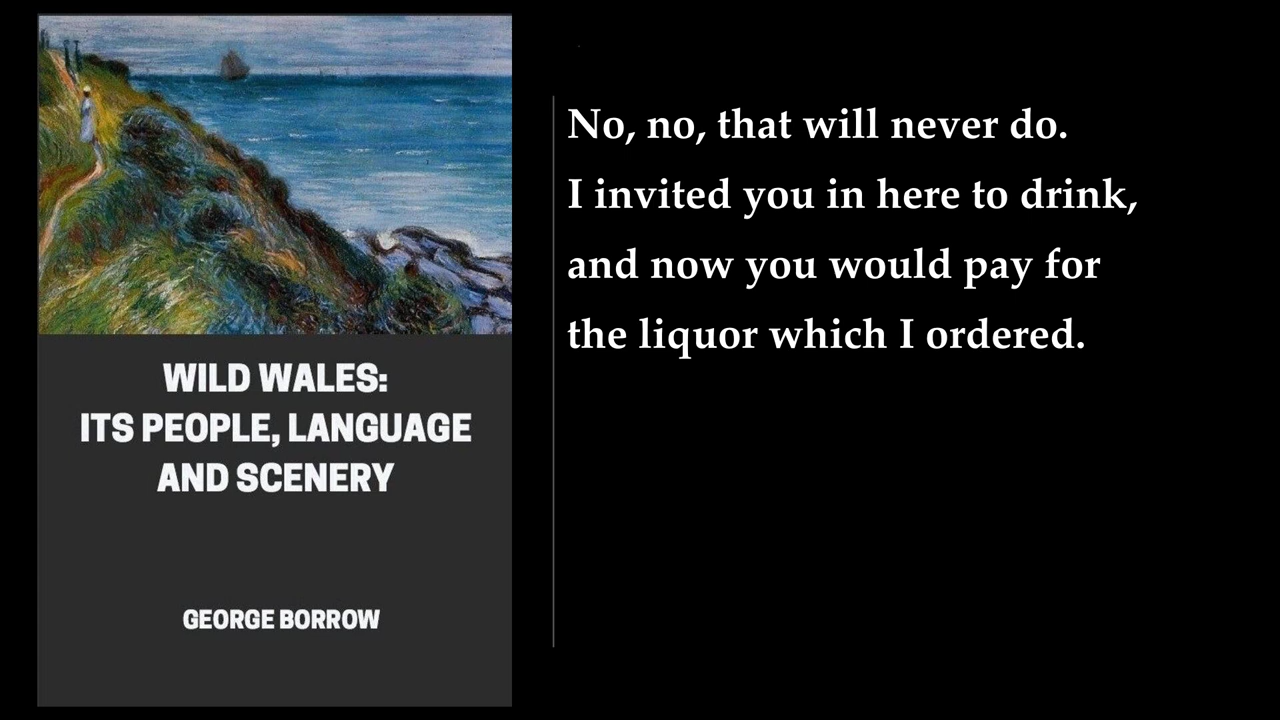 WILD WALES:
ITS PEOPLE, LANGUAGE
AND SCENERY
GEORGE BORROW
No, no, that will never do.
I invited you in here to drink,
and now you would pay for
the liquor which I ordered.